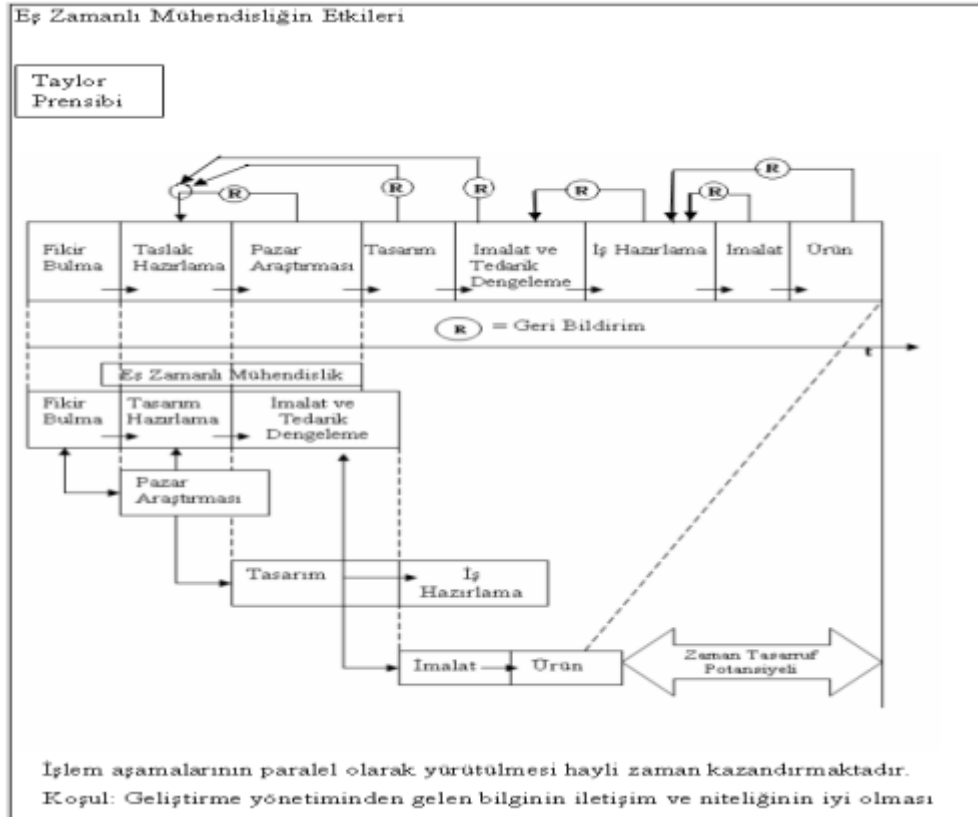 Eş Zamanlı Mühendisliğin Etkileri
Taylor
Prensibi
R
R
R
R
R
R
Fikir
Bulma
Taslak
Hazırlama
Pazar
Araştırması
Tasarım
İmalat ve
Tedarik
Dengeleme
İş Hazırlama
İmalat
Ürün
R = Geri Bildirim
t
Eş Zamanlı Mühendislik
Fikir
Bulma
Tasarım
Hazırlama
İmalat ve
Tedarik
Dengeleme
Pazar
Araştırması
Tasarım
İş
Hazırlama
İmalat
Ürün
Zaman Tasarruf
Potansiyeli
İşlem aşamalarının paralel olarak yürütülmesi hayli zaman kazandırmaktadır.
Koşul: Geliştirme yönetiminden gelen bilginin iletişim ve niteliğinin iyi olması